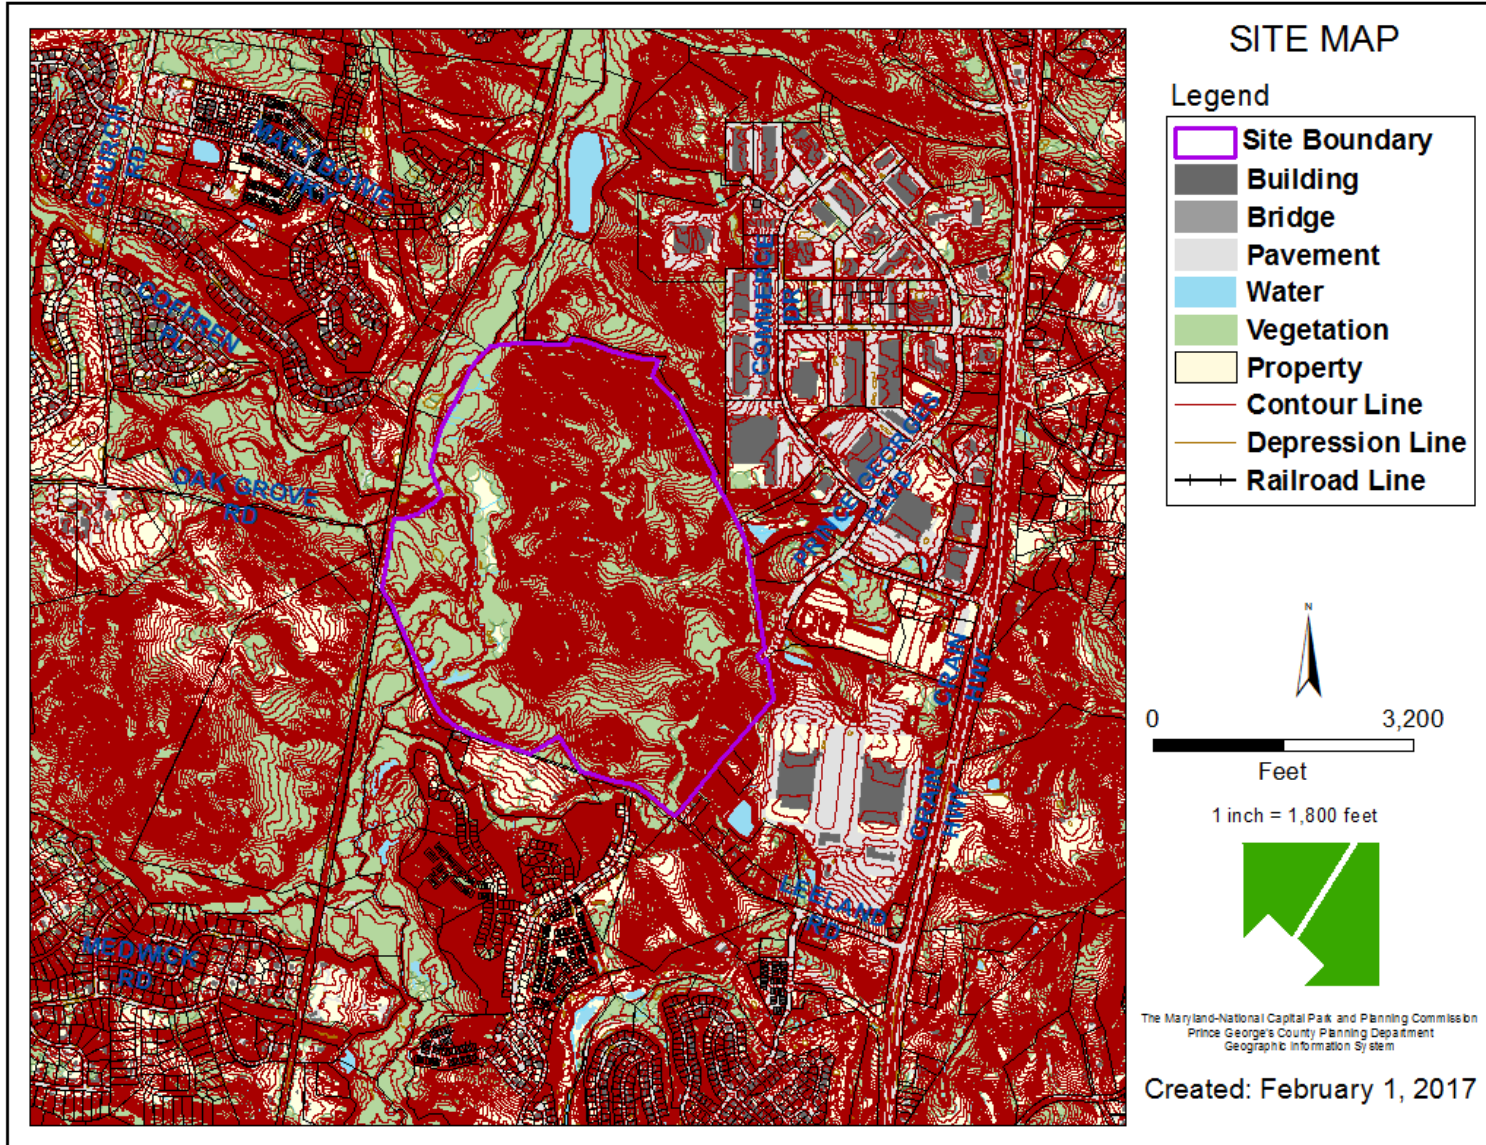 SITE MAP
Legend
Site Boundary
Building
Bridge
Pavement
Water
Vegetation
Property
Contour Line
Depression Line
Railroad Line
CHURCH
RD
MARY BOWIE
PKY
COFFREN
PL
OAK GROVE
RD
COMMERCE
DR
PRINCE GEORGES
BLVD
CRAIN
HWY
CRAIN
HWY
LEELAND
RD
MEDWICK
RD
N
0 3,200
Feet
1 inch = 1,800 feet
The Maryland-National Capital Park and Planning Commission
Prince George's County Planning Department
Geographic Information System
Created: February 1, 2017